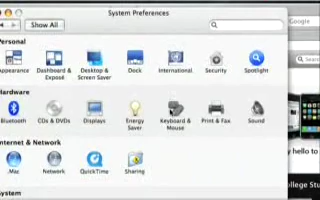 System Preferences
Show All
Google
Personal
Appearance
Dashboard & Exposé
Desktop & Screen Saver
Dock
International
Security
Spotlight
Hardware
Bluetooth
CDs & DVDs
Displays
Energy Saver
Keyboard & Mouse
Print & Fax
Sound
Internet & Network
.Mac
Network
QuickTime
Sharing
System
Searc
y hello to
ollege Stu